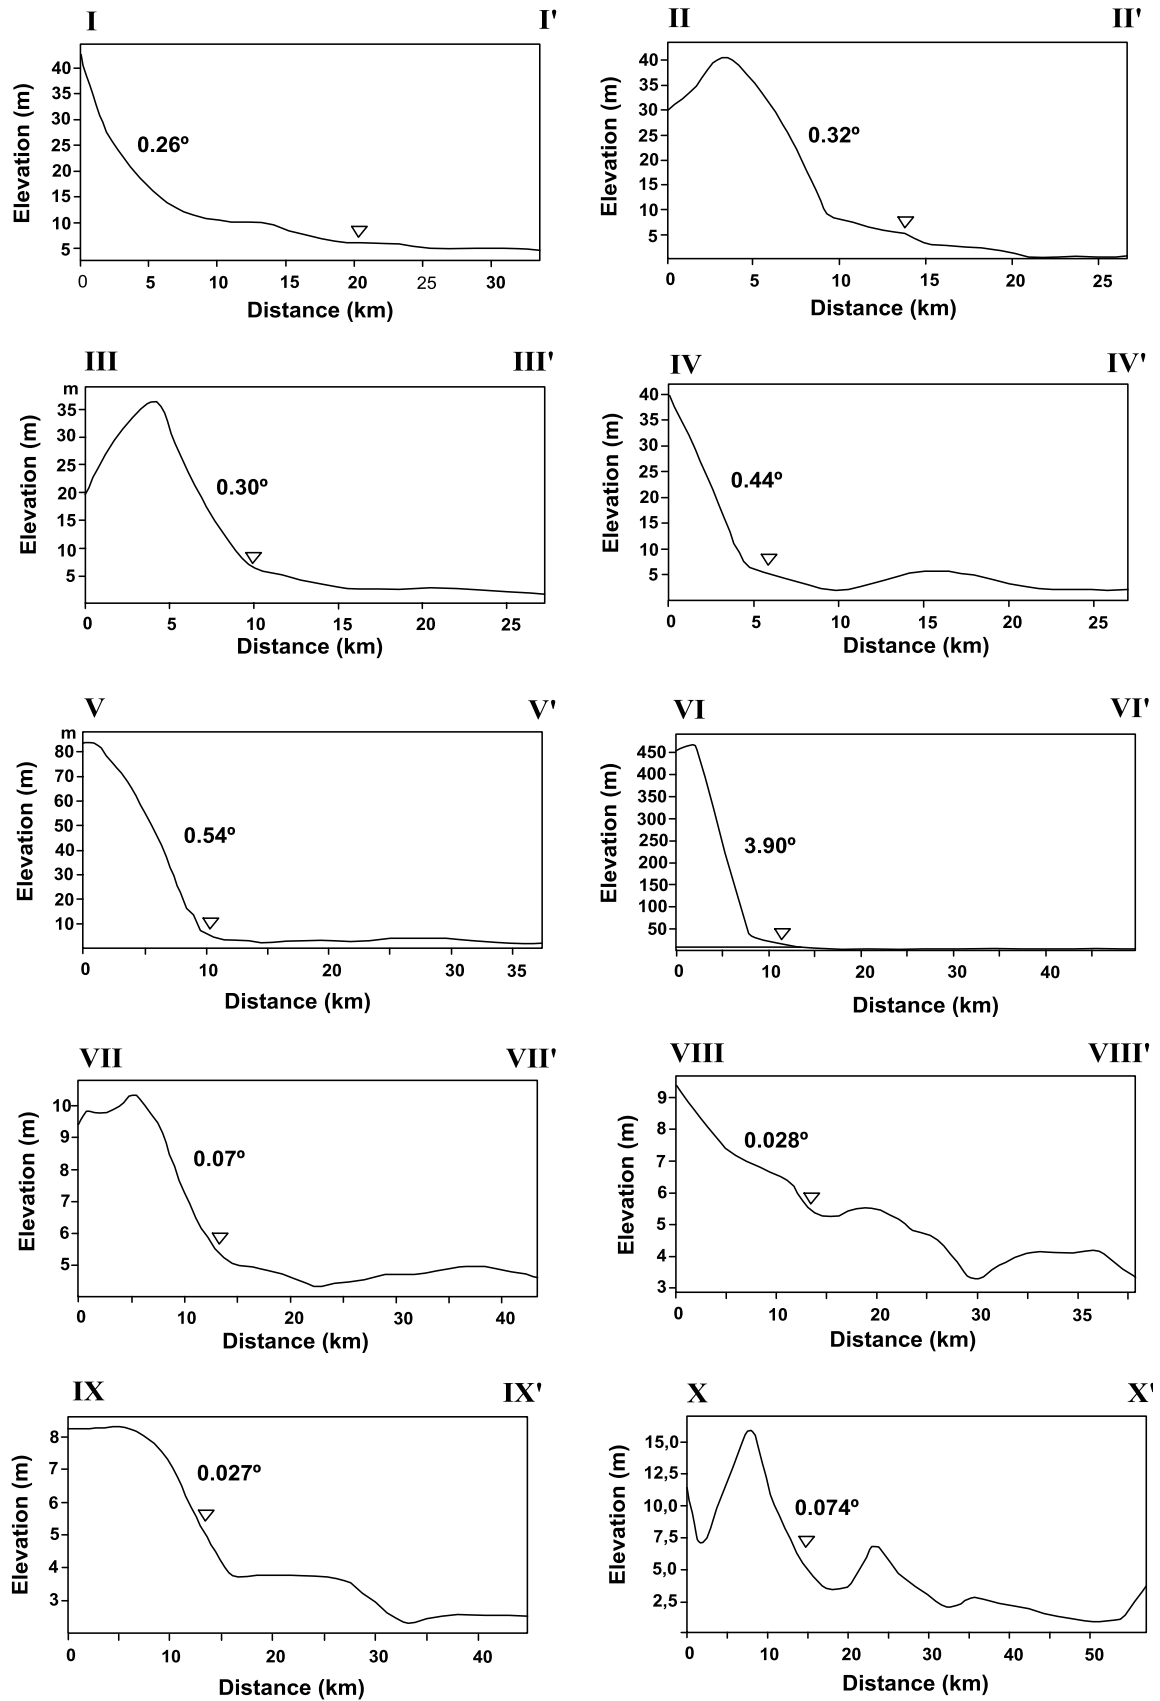 I I'
Elevation (m)
40
35
30
25
20
15
10
5
0.26º
0 5 10 15 20 25 30
Distance (km)
II II'
Elevation (m)
40
35
30
25
20
15
10
5
0.32º
0 5 10 15 20 25
Distance (km)
III III'
m
Elevation (m)
35
30
25
20
15
10
5
0.30º
0 5 10 15 20 25
Distance (km)
IV IV'
Elevation (m)
40
35
30
25
20
15
10
5
0.44º
0 5 10 15 20 25
Distance (km)
V V'
m
Elevation (m)
80
70
60
50
40
30
20
10
0.54º
0 10 20 30 35
Distance (km)
VI VI'
Elevation (m)
450
400
350
300
250
200
150
100
50
3.90º
0 10 20 30 40
Distance (km)
VII VII'
Elevation (m)
10
9
8
7
6
5
0.07º
0 10 20 30 40
Distance (km)
VIII VIII'
Elevation (m)
9
8
7
6
5
4
3
0.028º
0 10 20 30 35
Distance (km)
IX IX'
Elevation (m)
8
7
6
5
4
3
0.027º
0 10 20 30 40
Distance (km)
X X'
Elevation (m)
15,0
12,5
10,0
7,5
5,0
2,5
0.074º
0 10 20 30 40 50
Distance (km)